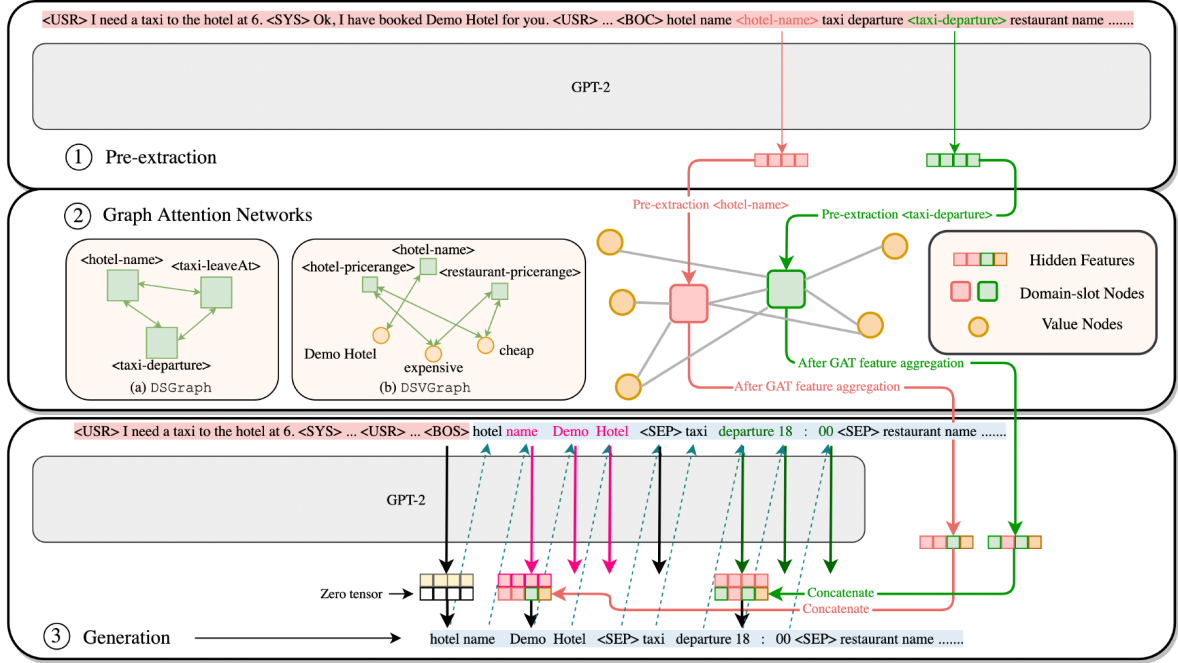 <USR> I need a taxi to the hotel at 6. <SYS> Ok, I have booked Demo Hotel for you. <USR> ... <BOC> hotel name <hotel-name> taxi departure <taxi-departure> restaurant name .......
GPT-2
1 Pre-extraction
2 Graph Attention Networks
Pre-extraction <hotel-name>
Pre-extraction <taxi-departure>
<hotel-name>
<taxi-leaveAt>
<taxi-departure>
(a) DSGraph
<hotel-name>
<hotel-pricerange>
<restaurant-pricerange>
Demo Hotel
cheap
expensive
(b) DSVGraph
Hidden Features
Domain-slot Nodes
Value Nodes
After GAT feature aggregation
After GAT feature aggregation
<USR> I need a taxi to the hotel at 6. <SYS> ... <USR> ... <BOS> hotel name Demo Hotel <SEP> taxi departure 18 : 00 <SEP> restaurant name .......
GPT-2
Zero tensor
Concatenate
Concatenate
3 Generation
hotel name Demo Hotel <SEP> taxi departure 18 : 00 <SEP> restaurant name .......